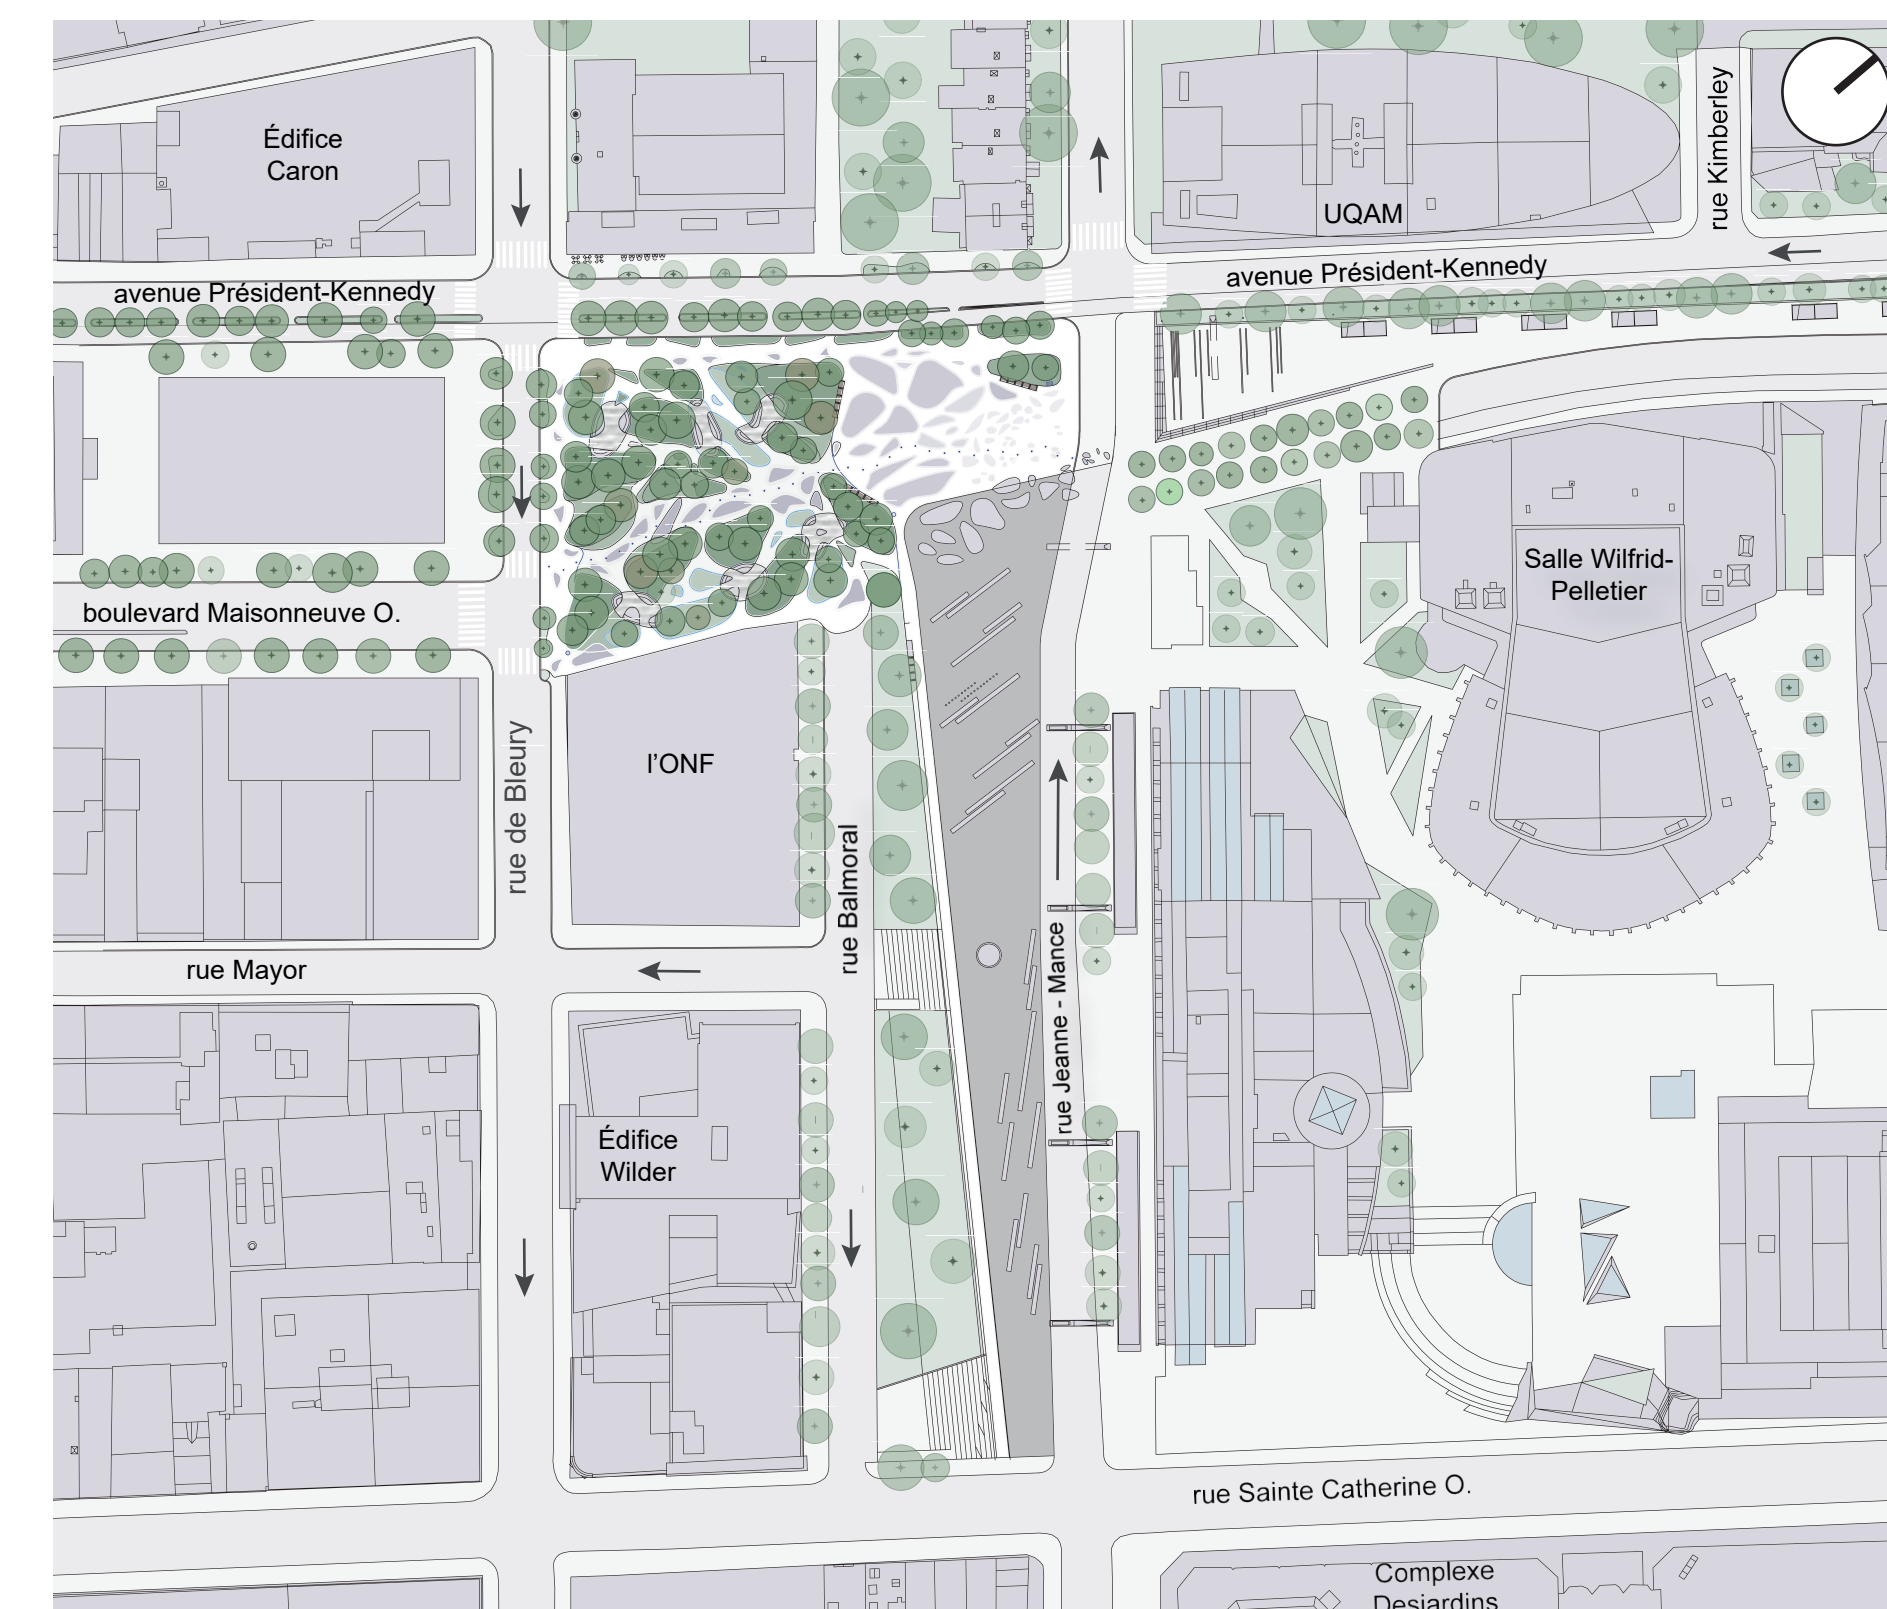 Édifice
Caron
rue Kimberley
UQAM
avenue Président-Kennedy
avenue Président-Kennedy
Salle Wilfrid-
Pelletier
boulevard Maisonneuve O.
l'ONF
rue de Bleury
rue Balmoral
rue Mayor
rue Jeanne - Mance
Édifice
Wilder
rue Sainte Catherine O.
Complexe
Desjardins